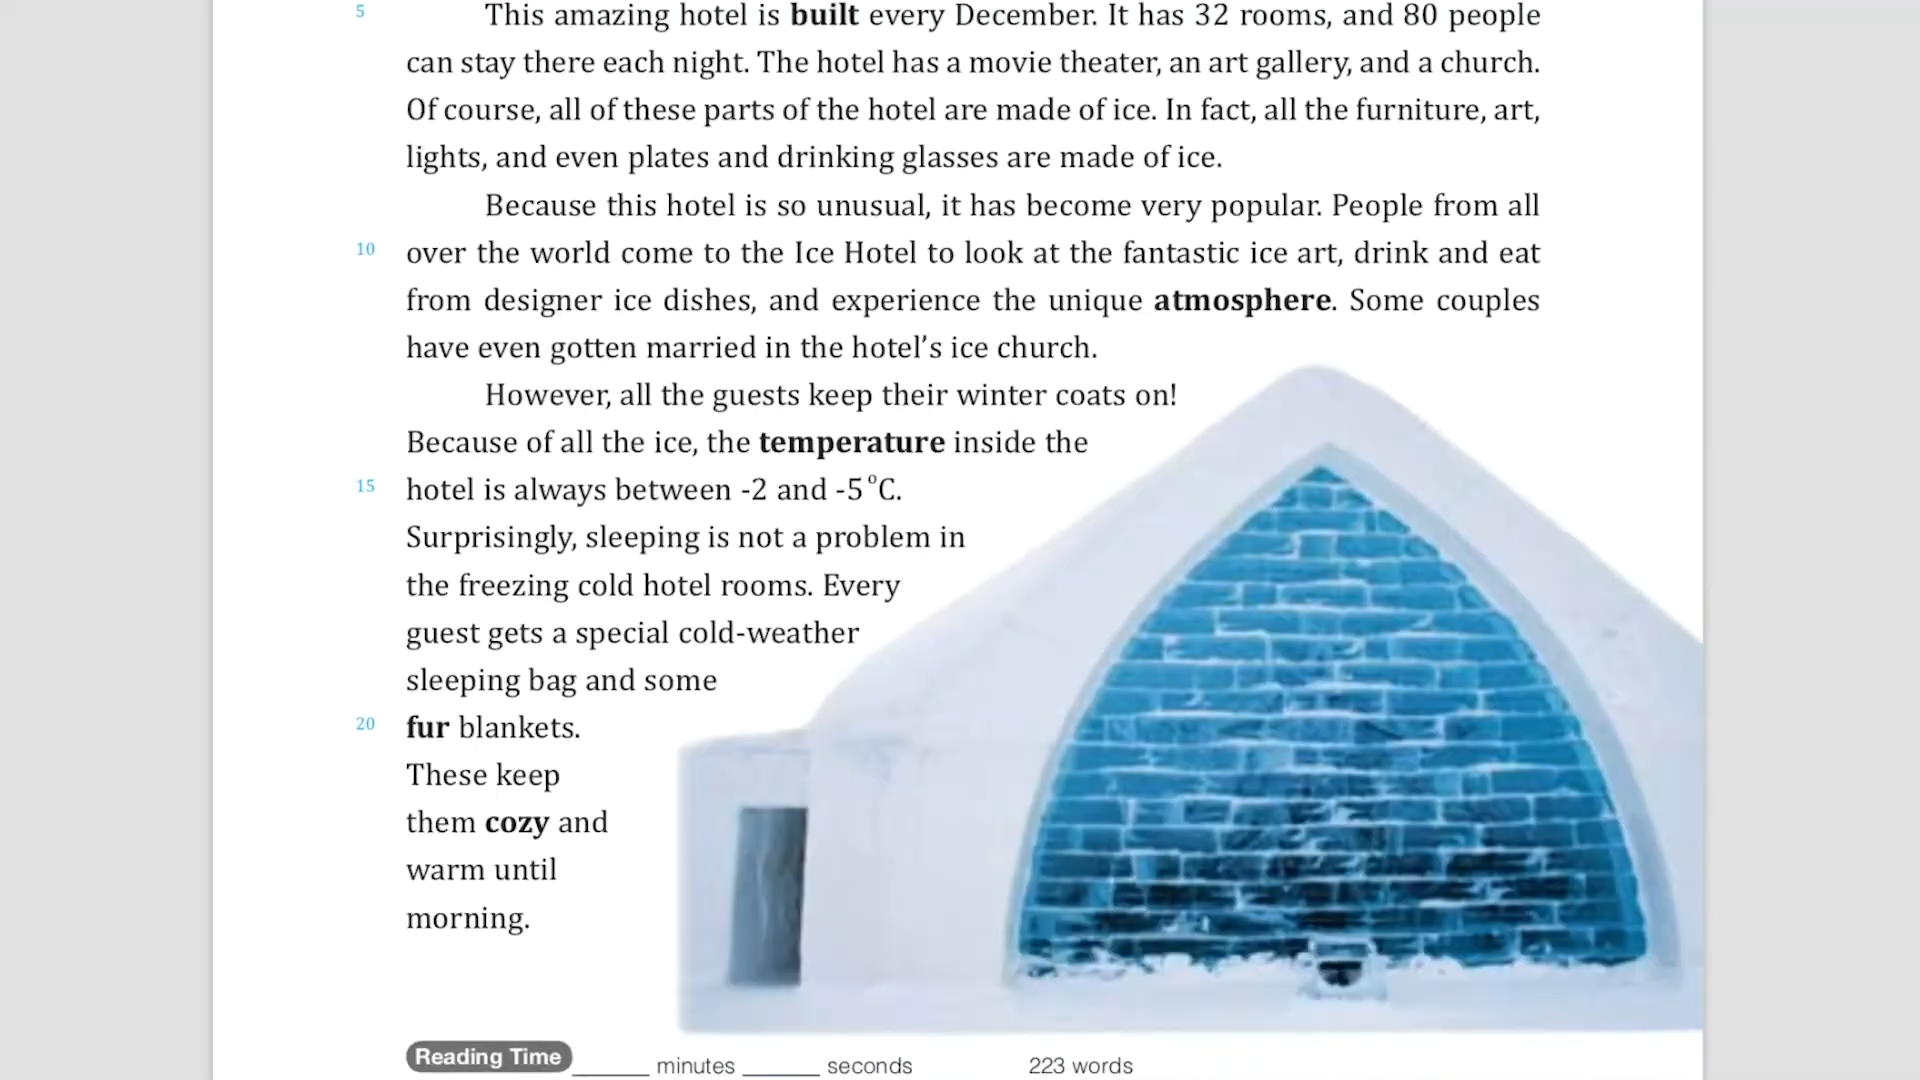 5 This amazing hotel is built every December. It has 32 rooms, and 80 people
can stay there each night. The hotel has a movie theater, an art gallery, and a church.
Of course, all of these parts of the hotel are made of ice. In fact, all the furniture, art,
lights, and even plates and drinking glasses are made of ice.
Because this hotel is so unusual, it has become very popular. People from all
10 over the world come to the Ice Hotel to look at the fantastic ice art, drink and eat
from designer ice dishes, and experience the unique atmosphere. Some couples
have even gotten married in the hotel’s ice church.
However, all the guests keep their winter coats on!
Because of all the ice, the temperature inside the
15 hotel is always between -2 and -5°C.
Surprisingly, sleeping is not a problem in
the freezing cold hotel rooms. Every
guest gets a special cold-weather
sleeping bag and some
20 fur blankets.
These keep
them cozy and
warm until
morning.
Reading Time ______ minutes ______ seconds 223 words